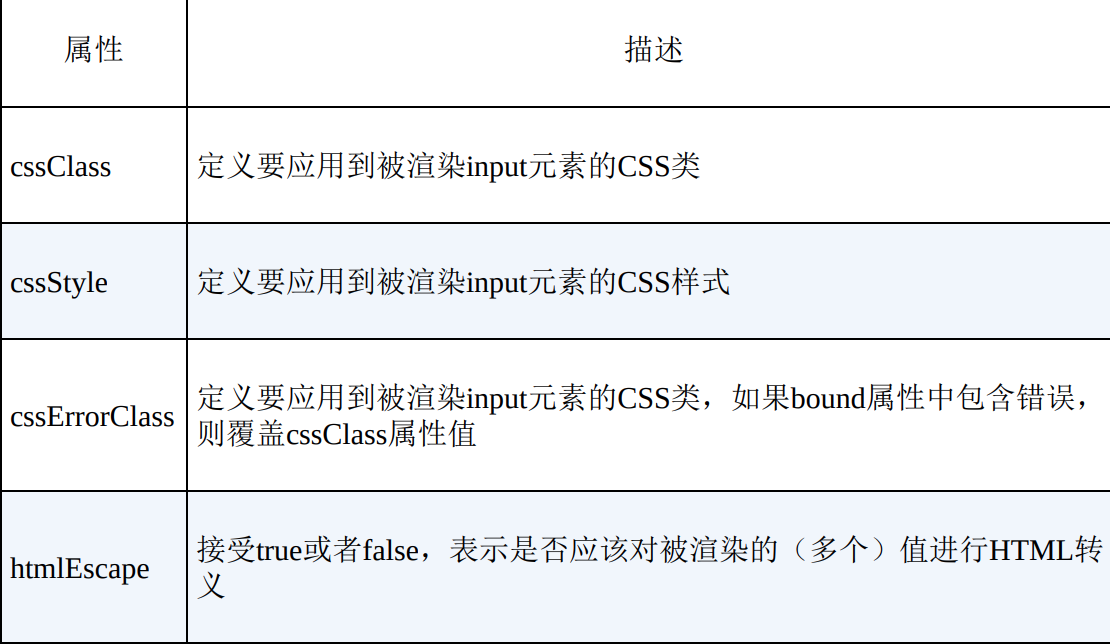 属性 描述
cssClass 定义要应用到被渲染input元素的CSS类
cssStyle 定义要应用到被渲染input元素的CSS样式
cssErrorClass 定义要应用到被渲染input元素的CSS类，如果bound属性中包含错误，
则覆盖cssClass属性值
htmlEscape 接受true或者false，表示是否应该对被渲染的（多个）值进行HTML转
义